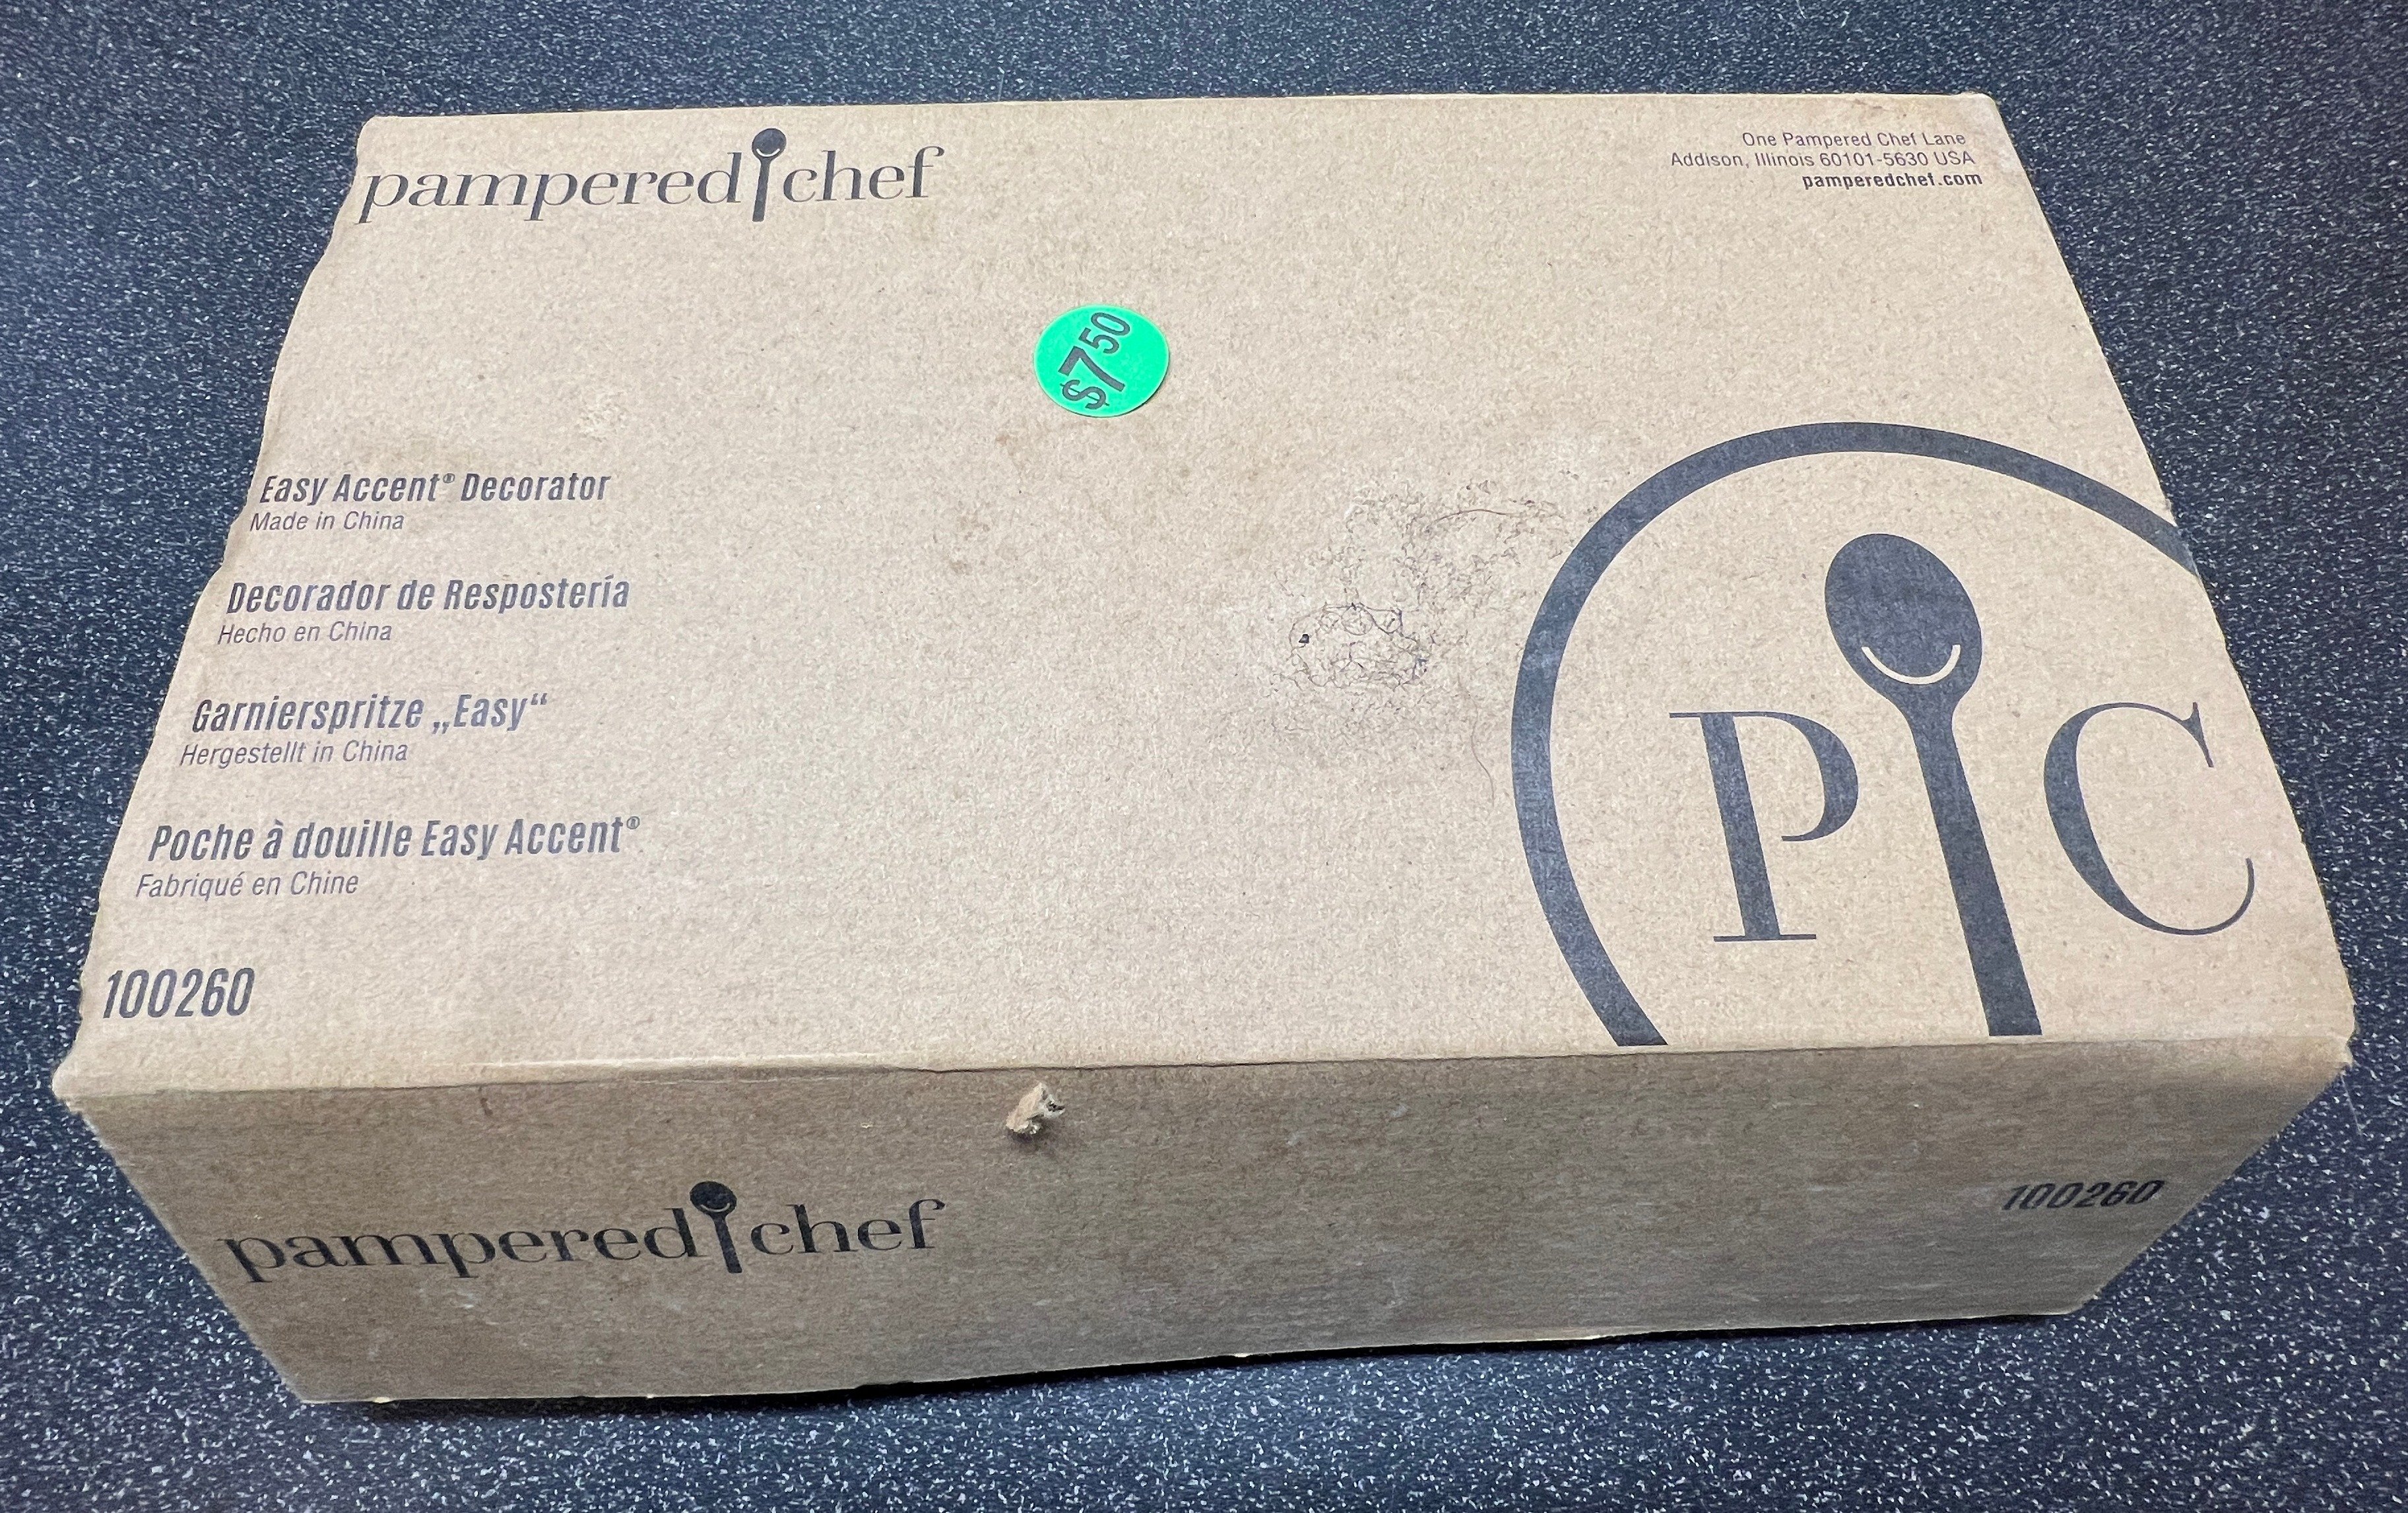 pampered chef
One Pampered Chef Lane
Addison, Illinois 60101-5630 USA
pamperedchef.com
$7 50
Easy Accent® Decorator
Made in China
Decorador de Respostería
Hecho en China
Garnierspritze „Easy“
Hergestellt in China
Poche à douille Easy Accent®
Fabriqué en Chine
100260
P C
pampered chef
100260